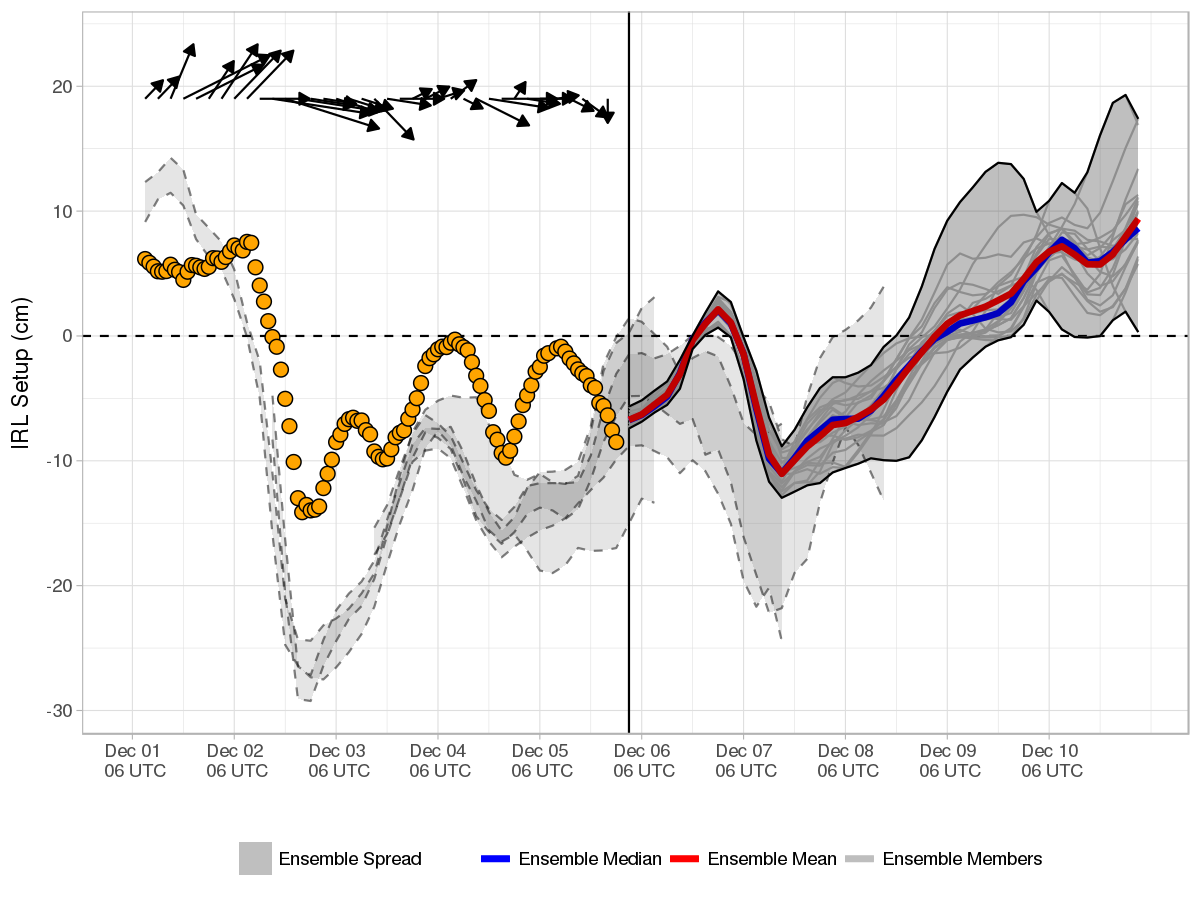 IRL Setup (cm)
20
10
0
-10
-20
-30
Dec 01 Dec 02 Dec 03 Dec 04 Dec 05 Dec 06 Dec 07 Dec 08 Dec 09 Dec 10
06 UTC 06 UTC 06 UTC 06 UTC 06 UTC 06 UTC 06 UTC 06 UTC 06 UTC 06 UTC
Ensemble Spread Ensemble Median Ensemble Mean Ensemble Members